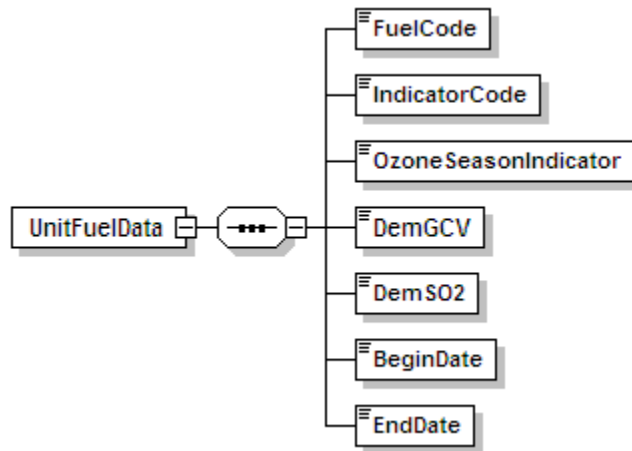 FuelCode
IndicatorCode
OzoneSeasonIndicator
UnitFuelData
DemGCV
DemSO2
BeginDate
EndDate